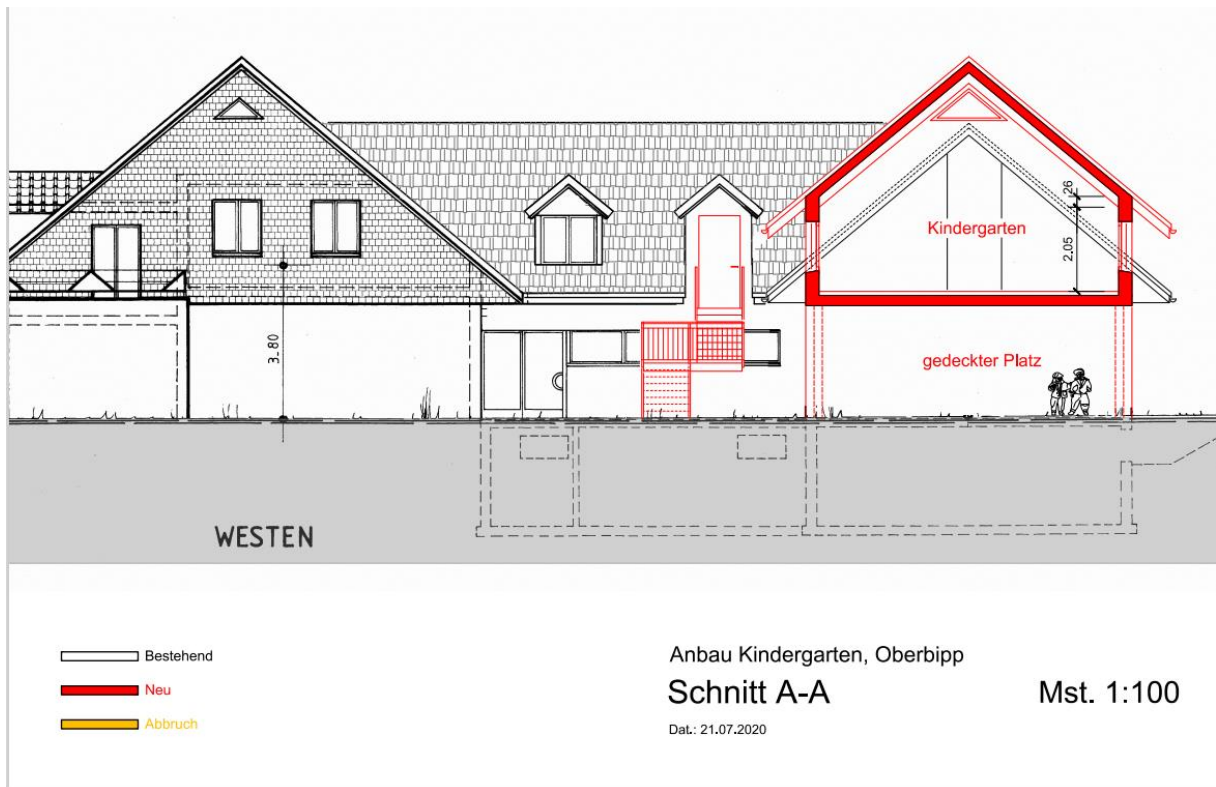 26
Kindergarten
2.05
3.80
gedeckter Platz
WESTEN
Bestehend
Neu
Abbruch
Anbau Kindergarten, Oberbipp
Schnitt A-A
Mst. 1:100
Dat.: 21.07.2020